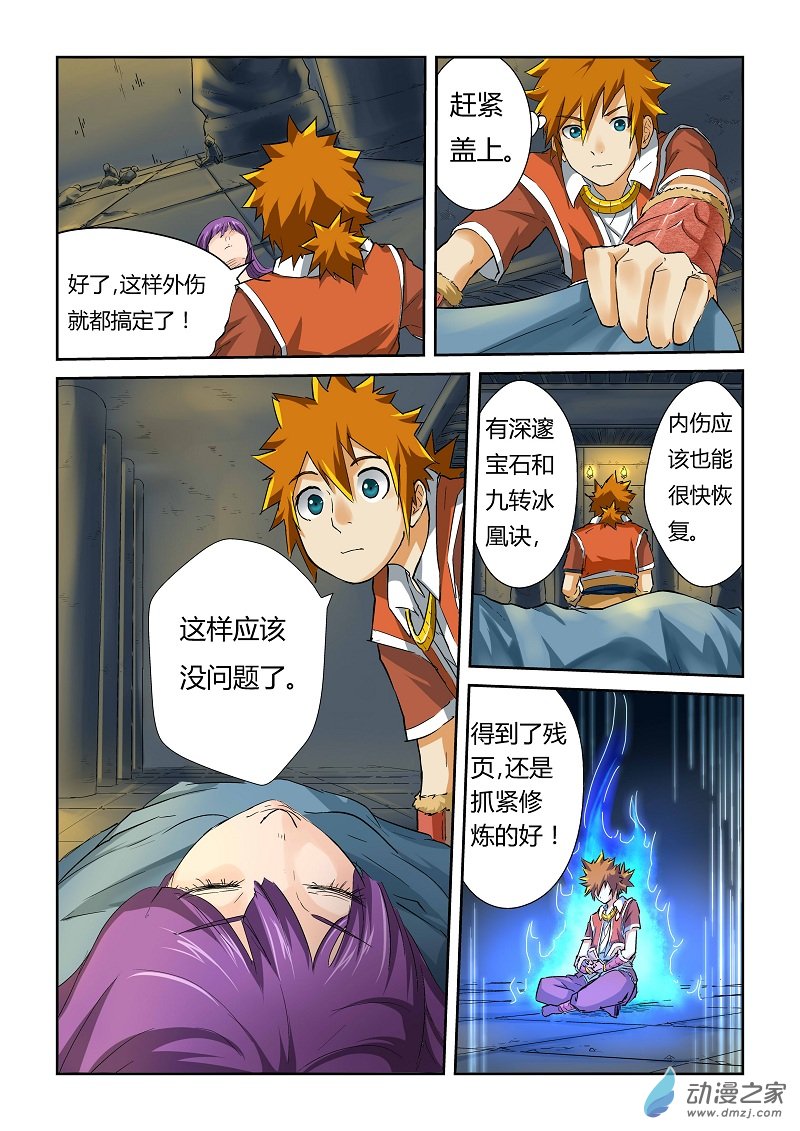 好了,这样外伤
就都搞定了！
赶紧
盖上。
这样应该
没问题了。
有深邃
宝石和
九转冰
凰诀，
内伤应
该也能
很快恢
复。
得到了残
页,还是
抓紧修
炼的好！
动漫之家
www.dmzj.com